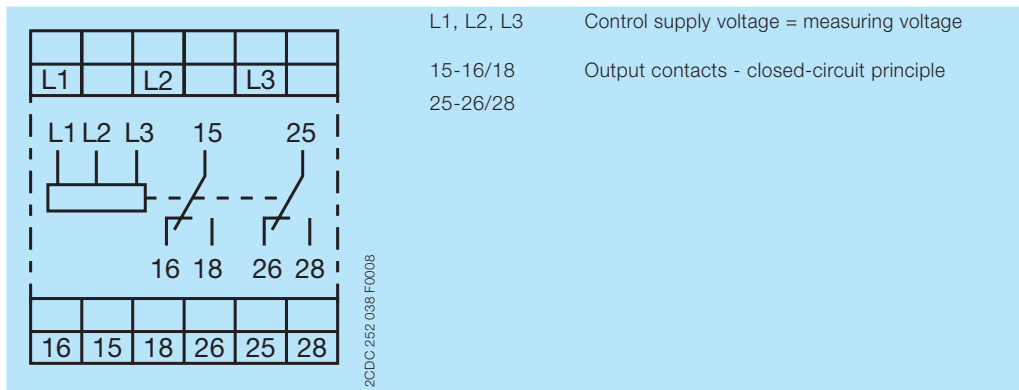 L1 L2 L3
L1 L2 L3 15 25
16 18 26 28
16 15 18 26 25 28
2CDC 252 038 F0008
L1, L2, L3 Control supply voltage = measuring voltage
15-16/18 Output contacts - closed-circuit principle
25-26/28